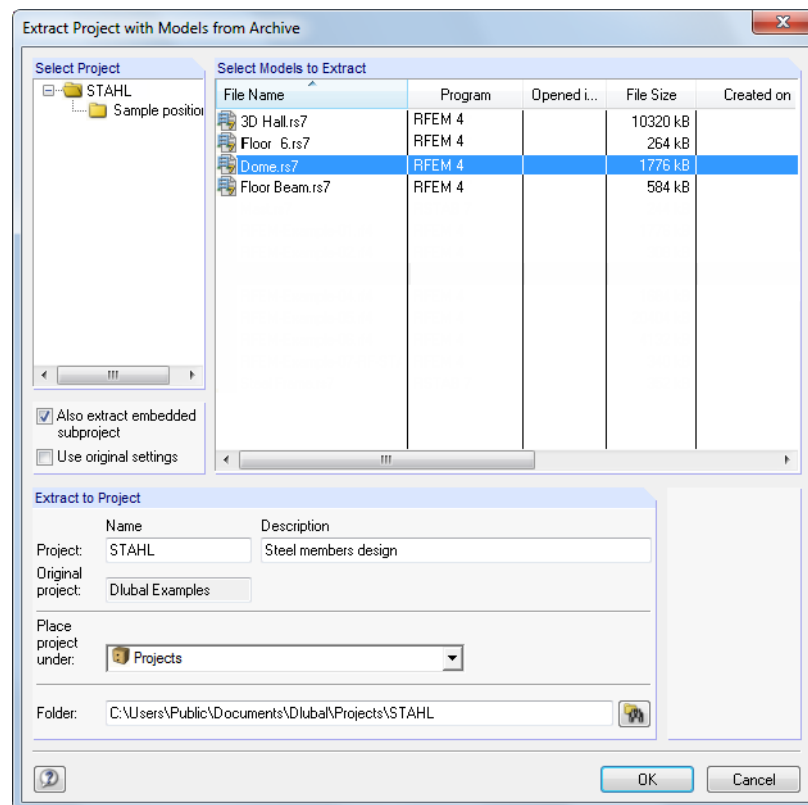 Extract Project with Models from Archive
Select Project
STAHL
Sample position
Also extract embedded
subproject
Use original settings
Select Models to Extract
File Name Program Opened i... File Size Created on
3D Hall.rs7 RFEM 4 10320 kB
Floor 6.rs7 RFEM 4 264 kB
Dome.rs7 RFEM 4 1776 kB
Floor Beam.rs7 RFEM 4 584 kB
Extract to Project
Name Description
Project: STAHL Steel members design
Original
project: Dlubal Examples
Place
project
under: Projects
Folder: C:\Users\Public\Documents\Dlubal\Projects\STAHL
OK Cancel